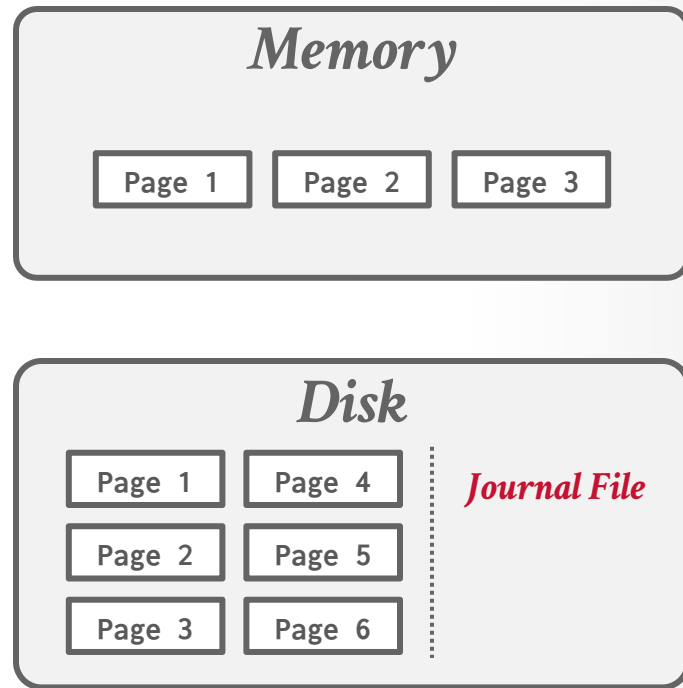 Memory
Page 1 Page 2 Page 3
Disk
Page 1 Page 4
Journal File
Page 2 Page 5
Page 3 Page 6